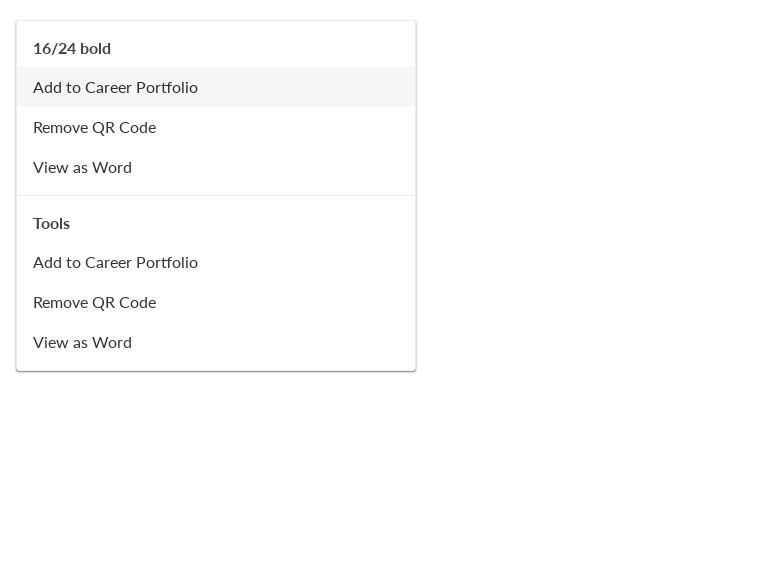 16/24 bold
Add to Career Portfolio
Remove QR Code
View as Word
Tools
Add to Career Portfolio
Remove QR Code
View as Word